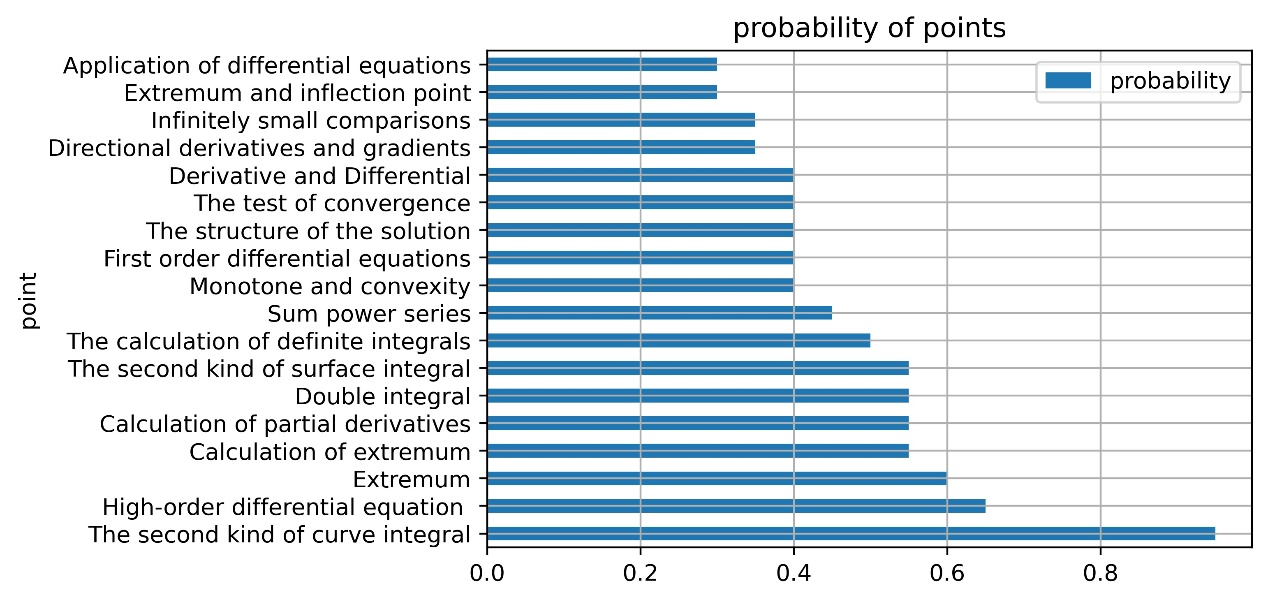 probability of points
probability
Application of differential equations
Extremum and inflection point
Infinitely small comparisons
Directional derivatives and gradients
Derivative and Differential
The test of convergence
The structure of the solution
First order differential equations
Monotone and convexity
Sum power series
The calculation of definite integrals
The second kind of surface integral
Double integral
Calculation of partial derivatives
Calculation of extremum
Extremum
High-order differential equation
The second kind of curve integral
point
0.0 0.2 0.4 0.6 0.8